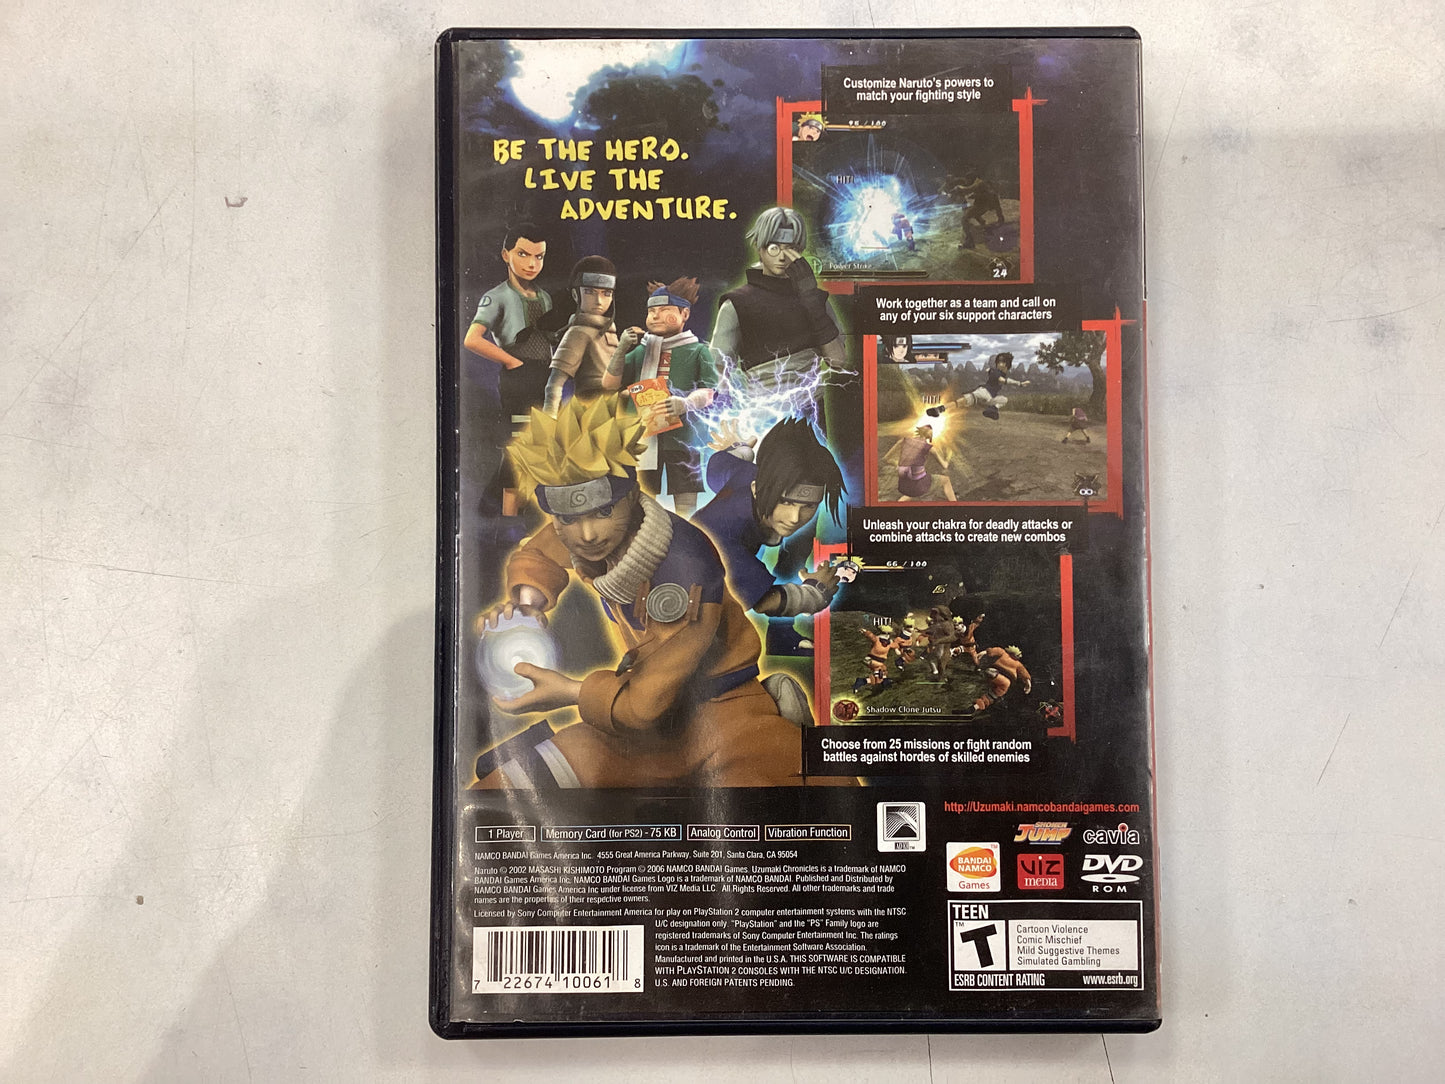 BE THE HERO.
LIVE THE
ADVENTURE.
Customize Naruto's powers to
match your fighting style
95 / 100
HIT!
Power Strike
24
Work together as a team and call on
any of your six support characters
HIT!
Unleash your chakra for deadly attacks or
combine attacks to create new combos
66 / 100
HIT!
Shadow Clone Jutsu
Choose from 25 missions or fight random
battles against hordes of skilled enemies
http://Uzumaki.namcobandaigames.com
1 Player
Memory Card (for PS2) - 75 KB
Analog Control
Vibration Function
SHONEN
JUMP
cavia
BANDAI
NAMCO
Games
VIZ
media
DVD
ROM
NAMCO BANDAI Games America Inc. 4555 Great America Parkway, Suite 201, Santa Clara, CA 95054
Naruto © 2002 MASASHI KISHIMOTO Program © 2006 NAMCO BANDAI Games. Uzumaki Chronicles is a trademark of NAMCO
BANDAI Games America Inc. NAMCO BANDAI Games Logo is a trademark of NAMCO BANDAI. Published and Distributed by
NAMCO BANDAI Games America Inc under license from VIZ Media LLC. All Rights Reserved. All other trademarks and trade
names are the properties of their respective owners.
Licensed by Sony Computer Entertainment America for play on PlayStation 2 computer entertainment systems with the NTSC
U/C designation only. "PlayStation" and the "PS" Family logo are
registered trademarks of Sony Computer Entertainment Inc. The ratings
icon is a trademark of the Entertainment Software Association.
Manufactured and printed in the U.S.A. THIS SOFTWARE IS COMPATIBLE
WITH PLAYSTATION 2 CONSOLES WITH THE NTSC U/C DESIGNATION.
U.S. AND FOREIGN PATENTS PENDING.
7 22674 10061 8
TEEN
T
Cartoon Violence
Comic Mischief
Mild Suggestive Themes
Simulated Gambling
ESRB CONTENT RATING
www.esrb.org